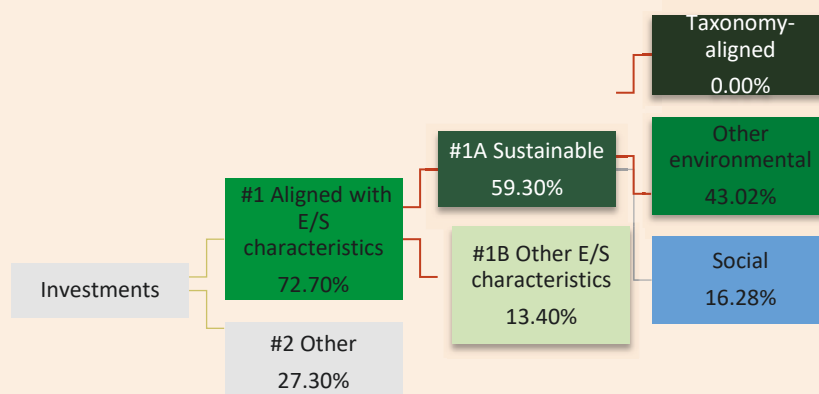 Investments
#1 Aligned with
E/S
characteristics
72.70%
#2 Other
27.30%
#1A Sustainable
59.30%
#1B Other E/S
characteristics
13.40%
Taxonomy-
aligned
0.00%
Other
environmental
43.02%
Social
16.28%